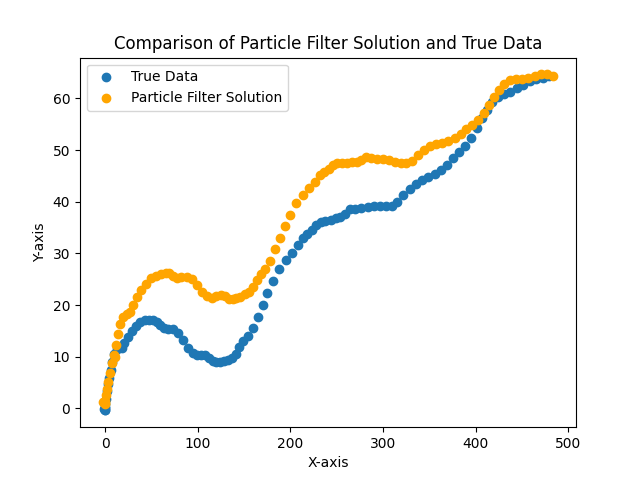 Comparison of Particle Filter Solution and True Data
True Data
Particle Filter Solution
Y-axis
60
50
40
30
20
10
0
0 100 200 300 400 500
X-axis